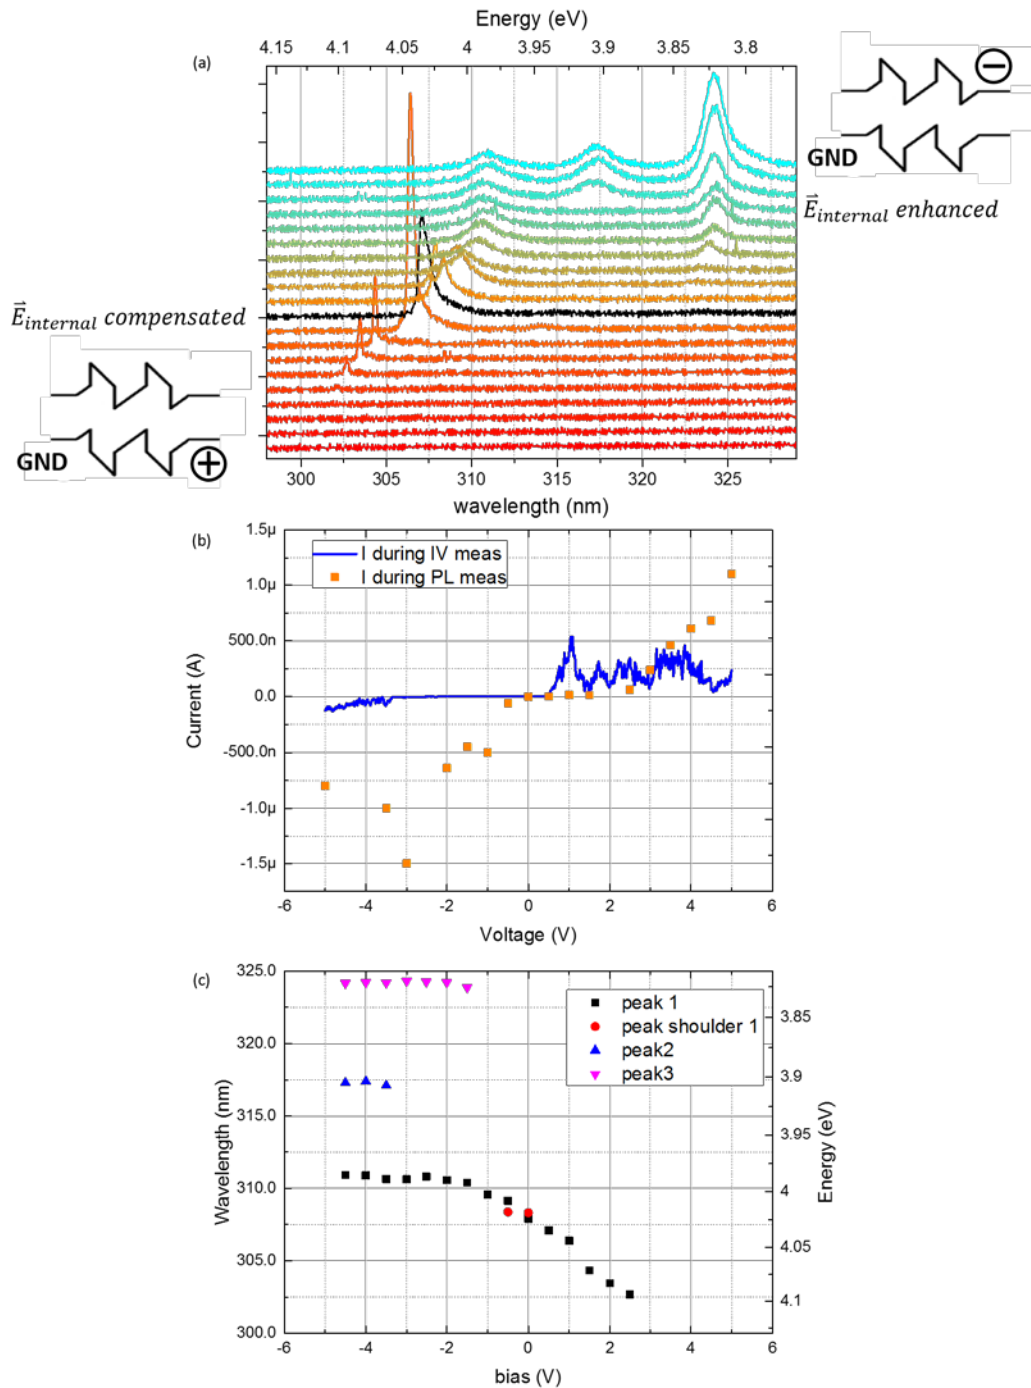 Energy (eV)
4.15 4.1 4.05 4 3.95 3.9 3.85 3.8
(a)
GND
E⃗internal enhanced
E⃗internal compensated
GND
300 305 310 315 320 325
wavelength (nm)
(b)
1.5µ
1.0µ
500.0n
0.0
-500.0n
-1.0µ
-1.5µ
Current (A)
I during IV meas
I during PL meas
-6 -4 -2 0 2 4 6
Voltage (V)
(c)
325.0
320.0
315.0
310.0
305.0
300.0
Wavelength (nm)
peak 1
peak shoulder 1
peak2
peak3
3.85
3.9
3.95
4
4.05
4.1
Energy (eV)
-6 -4 -2 0 2 4 6
bias (V)